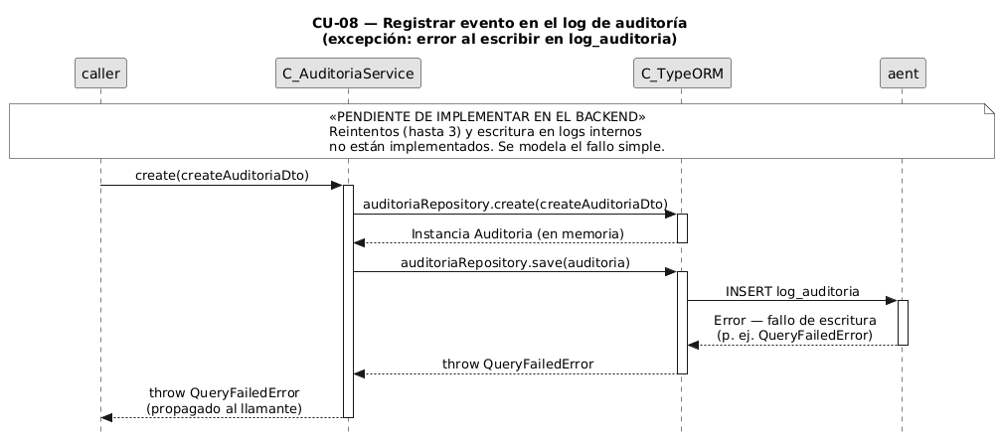 CU-08 — Registrar evento en el log de auditoría
(excepción: error al escribir en log_auditoria)
caller
C_AuditoriaService
C_TypeORM
aent
«PENDIENTE DE IMPLEMENTAR EN EL BACKEND»
Reintentos (hasta 3) y escritura en logs internos
no están implementados. Se modela el fallo simple.
create(createAuditoriaDto)
auditoriaRepository.create(createAuditoriaDto)
Instancia Auditoria (en memoria)
auditoriaRepository.save(auditoria)
INSERT log_auditoria
Error — fallo de escritura
(p. ej. QueryFailedError)
throw QueryFailedError
throw QueryFailedError
(propagado al llamante)